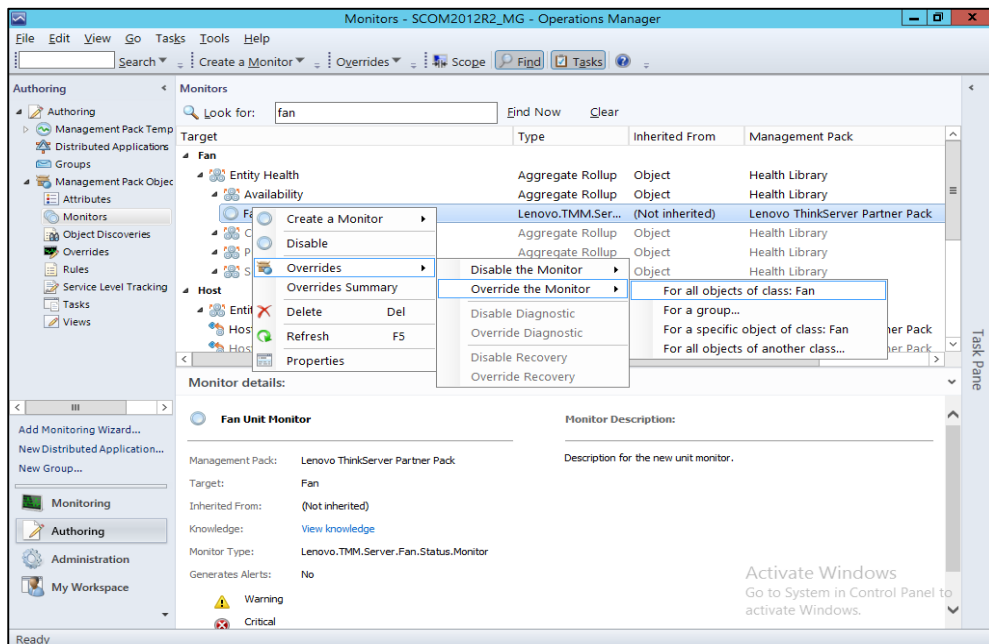 Monitors - SCOM2012R2_MG - Operations Manager
File Edit View Go Tasks Tools Help
Search Create a Monitor Overrides Scope Find Tasks
Authoring
Authoring
Management Pack Temp
Distributed Applications
Groups
Management Pack Objec
Attributes
Monitors
Object Discoveries
Overrides
Rules
Service Level Tracking
Tasks
Views
Add Monitoring Wizard...
New Distributed Application...
New Group...
Monitoring
Authoring
Administration
My Workspace
Monitors
Look for: fan Find Now Clear
Target Type Inherited From Management Pack
Fan
Entity Health Aggregate Rollup Object Health Library
Availability Aggregate Rollup Object Health Library
Fa Lenovo.TMM.Ser... (Not inherited) Lenovo ThinkServer Partner Pack
C Aggregate Rollup Object Health Library
P Aggregate Rollup Object Health Library
S Object Health Library
Host
Entit
Hos er Pack
Hos er Pack
Create a Monitor
Disable
Overrides
Overrides Summary
Delete Del
Refresh F5
Properties
Disable the Monitor
Override the Monitor
Disable Diagnostic
Override Diagnostic
Disable Recovery
Override Recovery
For all objects of class: Fan
For a group...
For a specific object of class: Fan
For all objects of another class...
Monitor details:
Fan Unit Monitor
Management Pack: Lenovo ThinkServer Partner Pack
Target: Fan
Inherited From: (Not inherited)
Knowledge: View knowledge
Monitor Type: Lenovo.TMM.Server.Fan.Status.Monitor
Generates Alerts: No
Warning
Critical
Monitor Description:
Description for the new unit monitor.
Activate Windows
Go to System in Control Panel to
activate Windows.
Task Pane
Ready